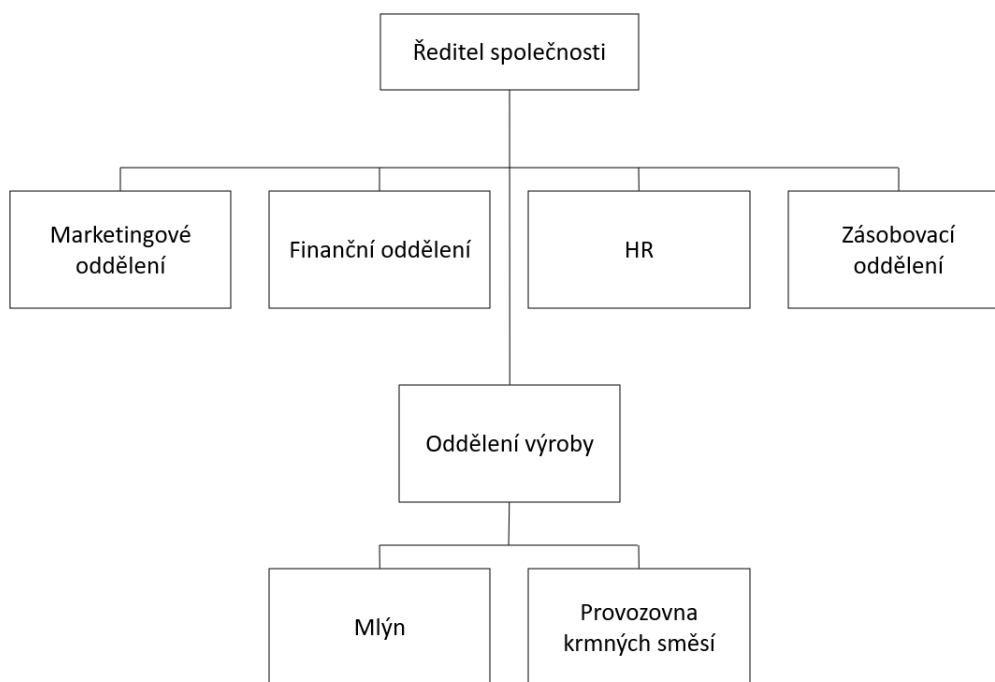 Ředitel společnosti
Marketingové
oddělení
Finanční oddělení
HR
Zásobovací
oddělení
Oddělení výroby
Mlýn
Provozovna
krmných směsí